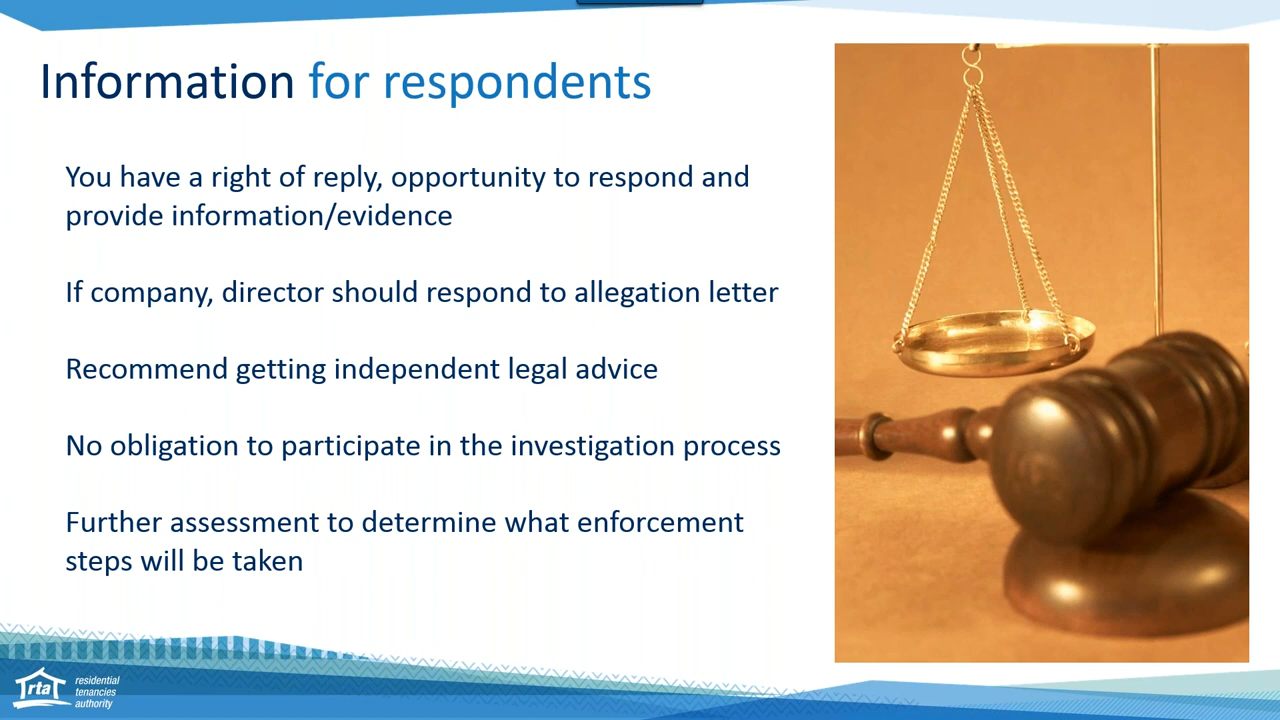 Information for respondents
You have a right of reply, opportunity to respond and
provide information/evidence
If company, director should respond to allegation letter
Recommend getting independent legal advice
No obligation to participate in the investigation process
Further assessment to determine what enforcement
steps will be taken
rta
residential
tenancies
authority